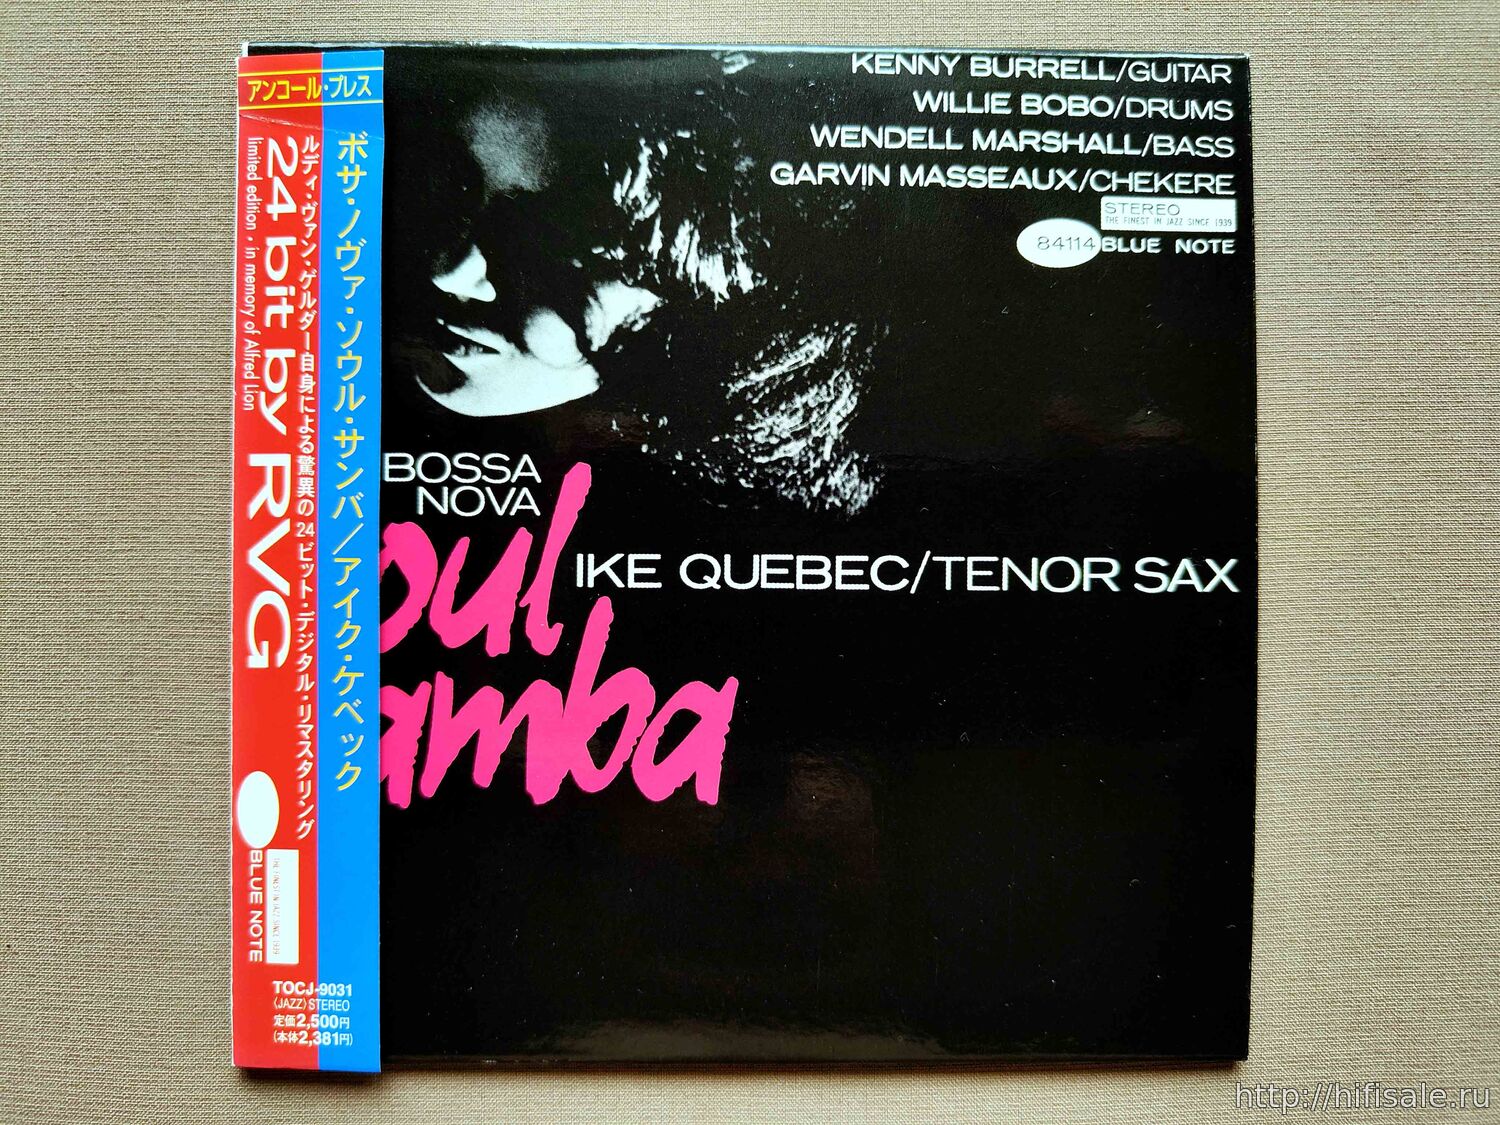 アンコール・プレス
ボサ・ノヴァ・ソウル・サンバ/アイク・ケベック
ルディ・ヴァン・ゲルダー自身による驚異の24ビット・デジタル・リマスタリング
24 bit by RVG
limited edition・in memory of Alfred Lion
BLUE NOTE
THE FINEST IN JAZZ SINCE 1939
TOCJ-9031
(JAZZ) STEREO
定価2,500円
(本体2,381円)
KENNY BURRELL/GUITAR
WILLIE BOBO/DRUMS
WENDELL MARSHALL/BASS
GARVIN MASSEAUX/CHEKERE
STEREO
THE FINEST IN JAZZ SINCE 1939
84114 BLUE NOTE
BOSSA
NOVA
oul
IKE QUEBEC/TENOR SAX
amba
http://hifisale.ru